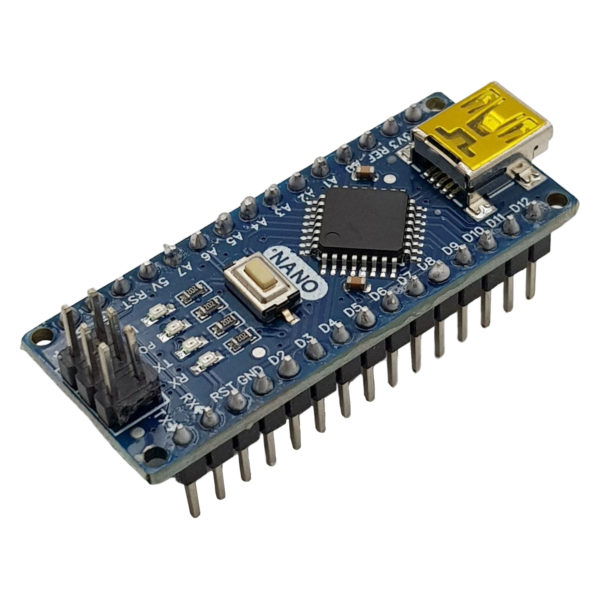 3V3
REF
A0
A1
A2
A3
A4
A5
A6
A7
5V
RST
NANO
D12
D11
D10
D9
D8
D7
D6
D5
D4
D3
D2
GND
RST
RX
TX
PO
TX
RX